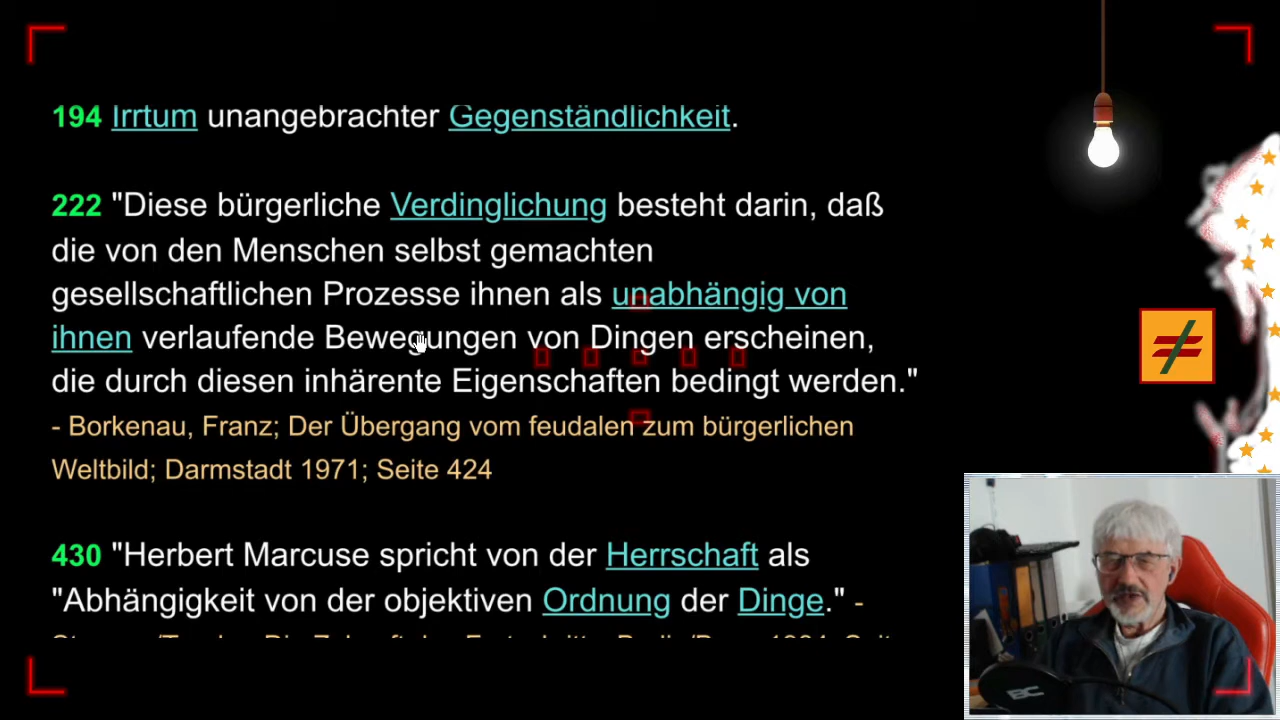 194 Irrtum unangebrachter Gegenständlichkeit.
222 "Diese bürgerliche Verdinglichung besteht darin, daß
die von den Menschen selbst gemachten
gesellschaftlichen Prozesse ihnen als unabhängig von
ihnen verlaufende Bewegungen von Dingen erscheinen,
die durch diesen inhärente Eigenschaften bedingt werden."
- Borkenau, Franz; Der Übergang vom feudalen zum bürgerlichen
Weltbild; Darmstadt 1971; Seite 424
430 "Herbert Marcuse spricht von der Herrschaft als
"Abhängigkeit von der objektiven Ordnung der Dinge." -
BC